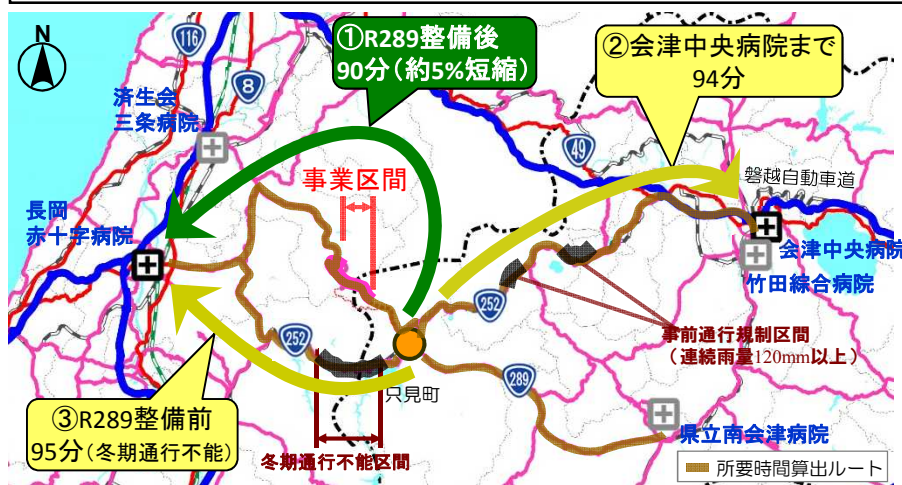 N
116
8
①R289整備後
90分(約5%短縮)
②会津中央病院まで
94分
済生会
三条病院
49
事業区間
磐越自動車道
長岡
赤十字病院
会津中央病院
竹田綜合病院
252
252
事前通行規制区間
(連続雨量120mm以上)
只見町
289
③R289整備前
95分(冬期通行不能)
冬期通行不能区間
県立南会津病院
所要時間算出ルート